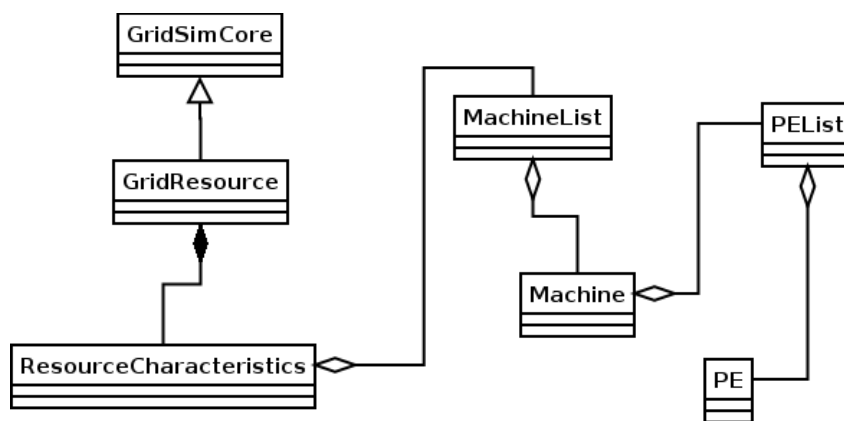 GridSimCore
MachineList
PEList
GridResource
Machine
ResourceCharacteristics
PE